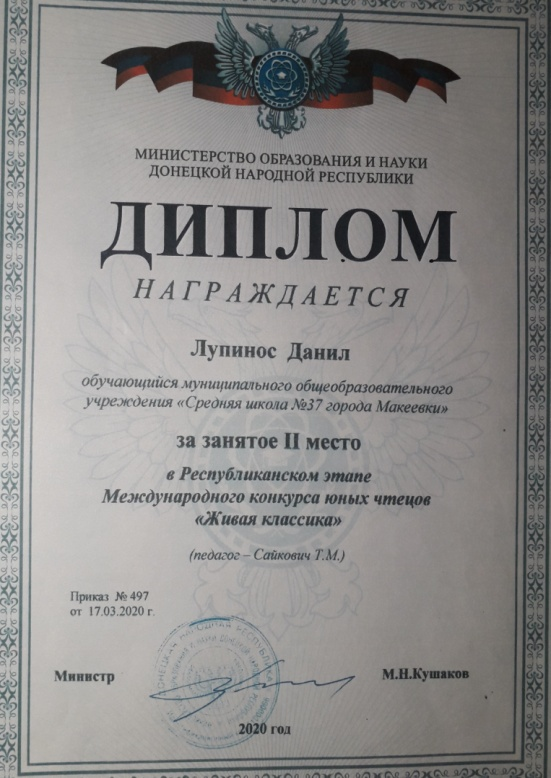 МИНИСТЕРСТВО ОБРАЗОВАНИЯ И НАУКИ
ДОНЕЦКОЙ НАРОДНОЙ РЕСПУБЛИКИ
ДИПЛОМ
НАГРАЖДАЕТСЯ
Лупинос Данил
обучающийся муниципального общеобразовательного
учреждения «Средняя школа №37 города Макеевки»
за занятое II место
в Республиканском этапе
Международного конкурса юных чтецов
«Живая классика»
(педагог – Сайкович Т.М.)
Приказ № 497
от 17.03.2020 г.
Министр
М.Н.Кушаков
2020 год